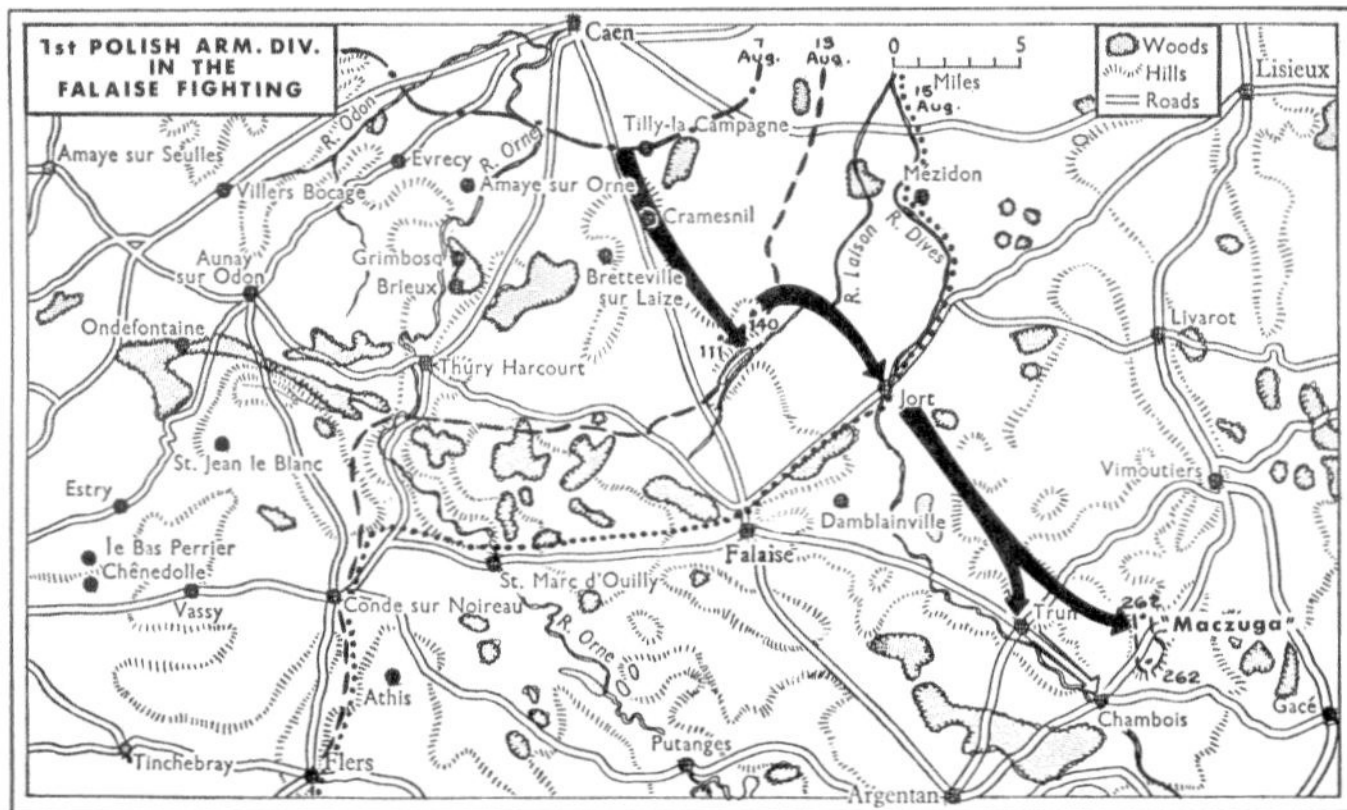 1st POLISH ARM. DIV.
IN THE
FALAISE FIGHTING
Caen
7
Aug.
13
Aug.
0 5
Miles
15
Aug.
Woods
Hills
Roads
Lisieux
Tilly-la Campagne
R. Odon
Amaye sur Seulles
Evrecy
R. Orne
Villers Bocage
Amaye sur Orne
Mézidon
Cramesnil
R. Dives
R. Laison
Aunay
sur Odon
Grimbosq
Brieux
Bretteville
sur Laize
Ondefontaine
140
111
Livarot
Thury Harcourt
Jort
St. Jean le Blanc
Vimoutiers
Estry
Damblainville
Falaise
le Bas Perrier
Chênedolle
Vassy
St. Marc d'Ouilly
Conde sur Noireau
Trun
262
"Maczuga"
R. Orne
262
Athis
Chambois
Gacé
Tinchebray
Flers
Putanges
Argentan